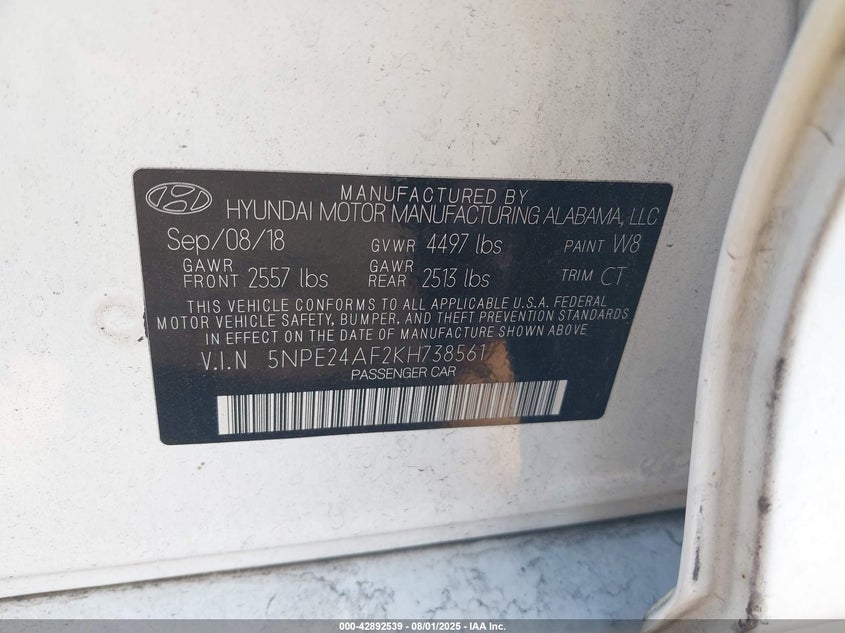 MANUFACTURED BY
HYUNDAI MOTOR MANUFACTURING ALABAMA, LLC
Sep/08/18 GVWR 4497 lbs PAINT W8
GAWR FRONT 2557 lbs GAWR REAR 2513 lbs TRIM CT
THIS VEHICLE CONFORMS TO ALL APPLICABLE U.S.A. FEDERAL
MOTOR VEHICLE SAFETY, BUMPER, AND THEFT PREVENTION STANDARDS
IN EFFECT ON THE DATE OF MANUFACTURE SHOWN ABOVE
V.I.N 5NPE24AF2KH738561
PASSENGER CAR
000-42892539 - 08/01/2025 - IAA Inc.